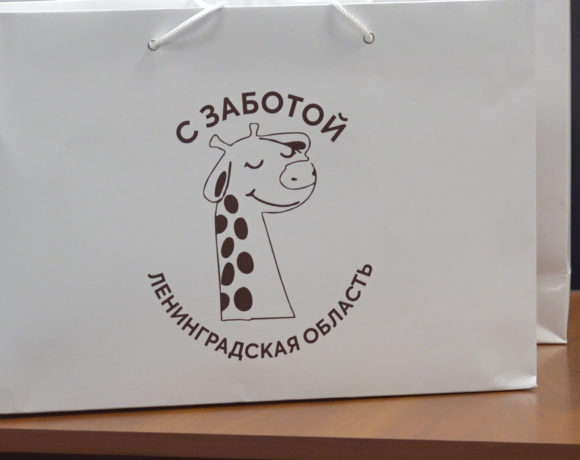 С ЗАБОТОЙ
ЛЕНИНГРАДСКАЯ ОБЛАСТЬ